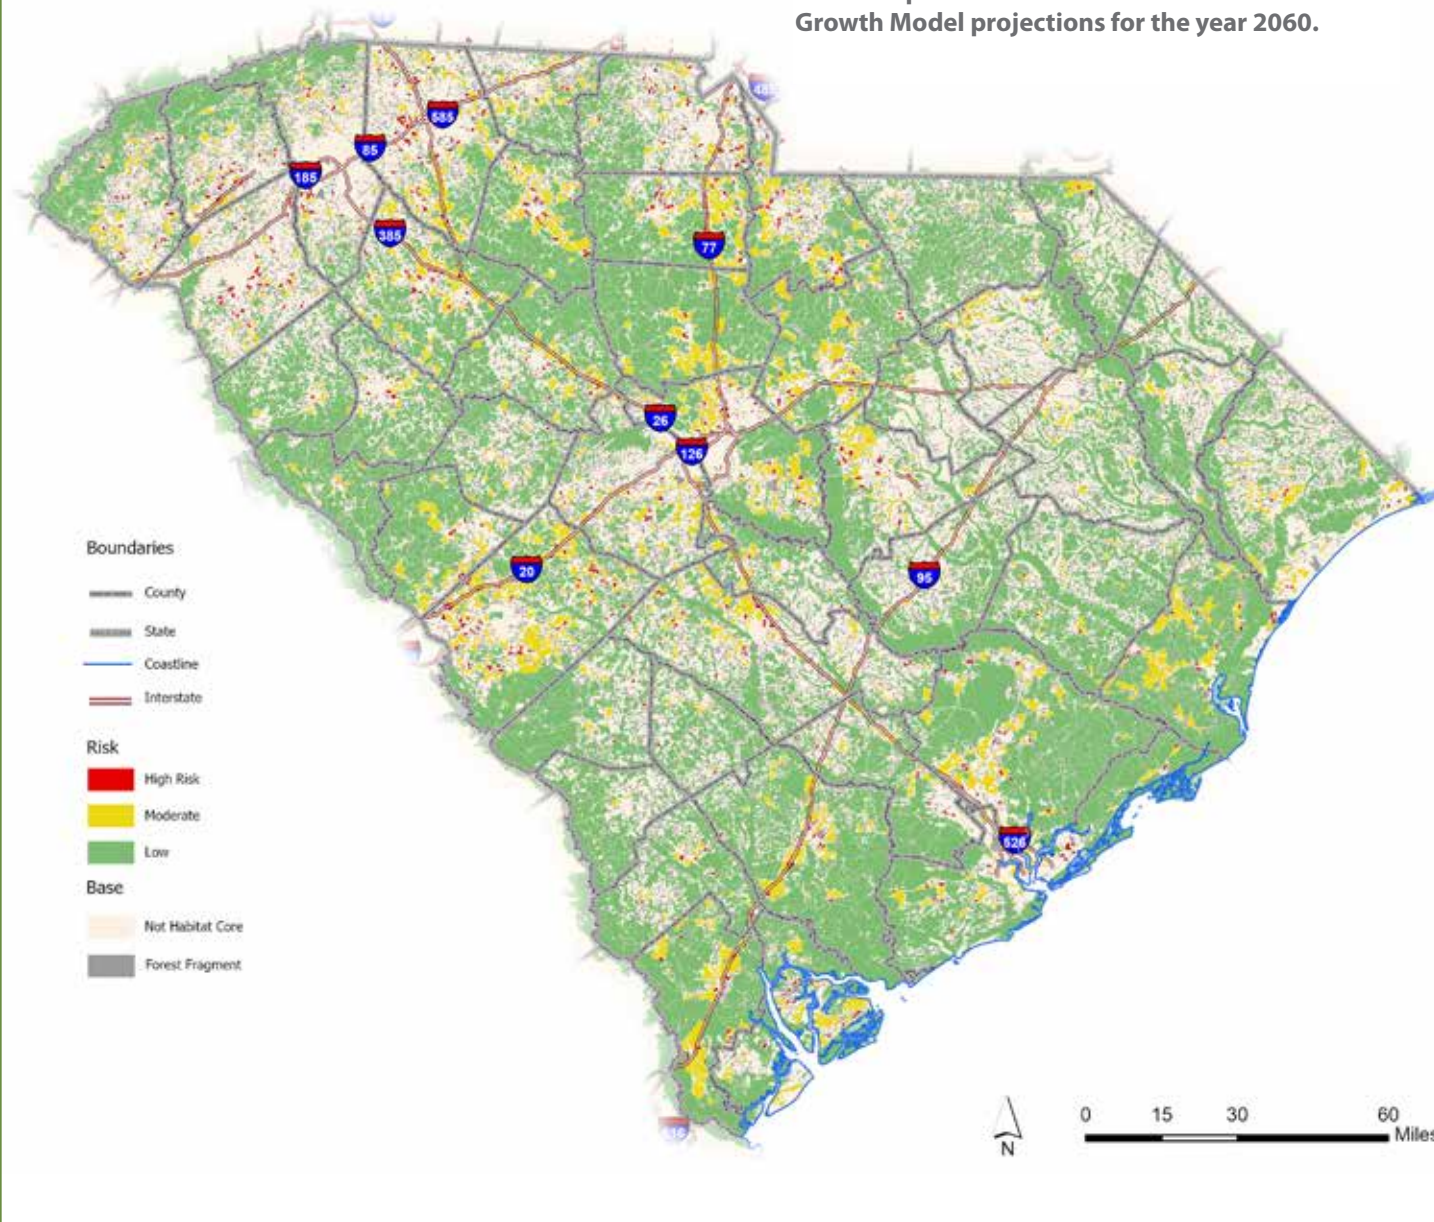 Growth Model projections for the year 2060.
585
85
185
385
77
26
126
20
95
526
Boundaries
County
State
Coastline
Interstate
Risk
High Risk
Moderate
Low
Base
Not Habitat Core
Forest Fragment
N
0 15 30 60
Miles